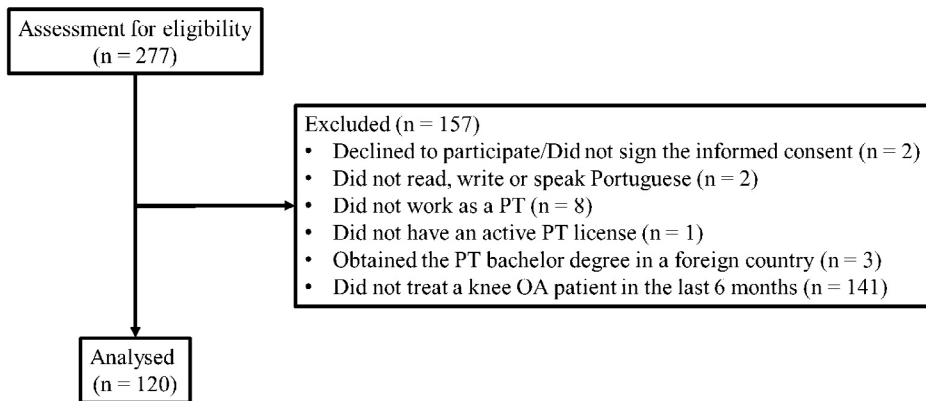 Assessment for eligibility
(n = 277)
Excluded (n = 157)
• Declined to participate/Did not sign the informed consent (n = 2)
• Did not read, write or speak Portuguese (n = 2)
• Did not work as a PT (n = 8)
• Did not have an active PT license (n = 1)
• Obtained the PT bachelor degree in a foreign country (n = 3)
• Did not treat a knee OA patient in the last 6 months (n = 141)
Analysed
(n = 120)